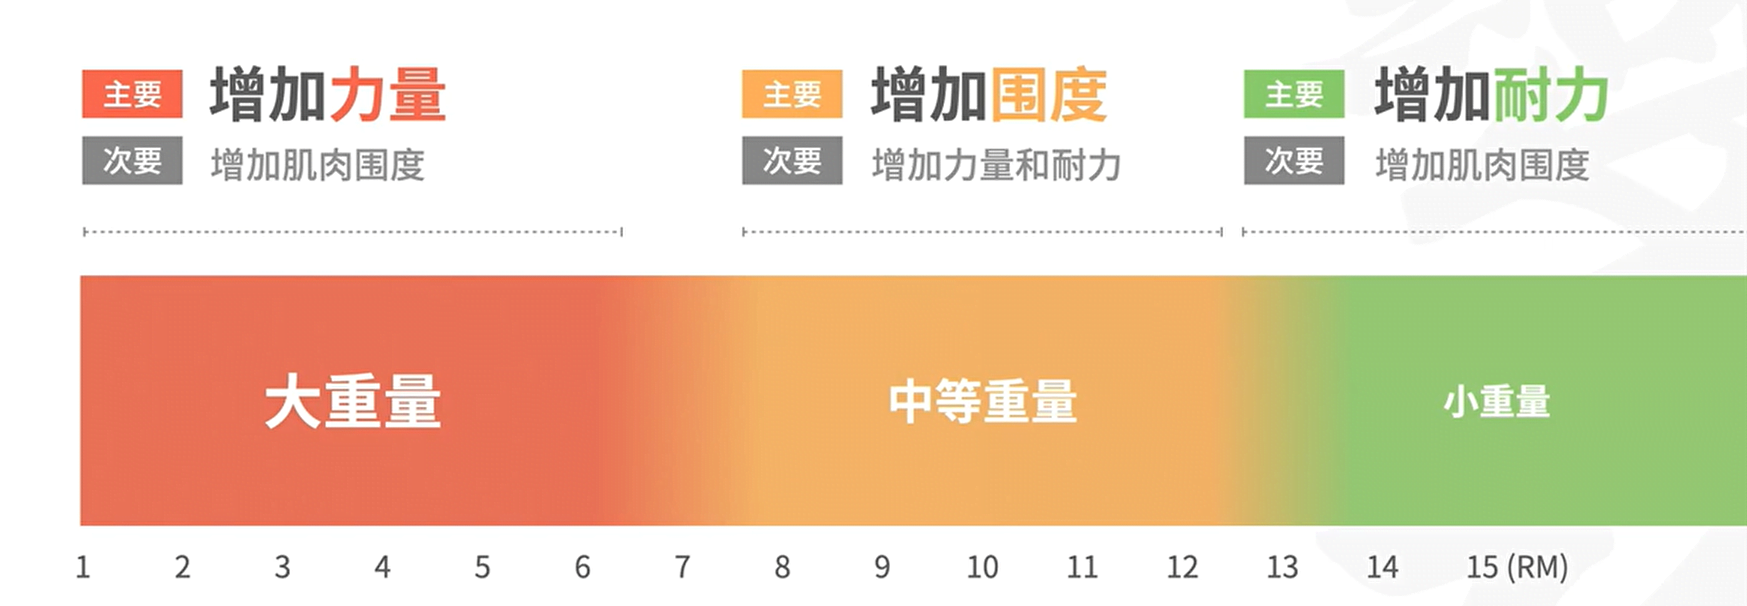 主要 增加力量
次要 增加肌肉围度
主要 增加围度
次要 增加力量和耐力
主要 增加耐力
次要 增加肌肉围度
大重量 中等重量 小重量
1 2 3 4 5 6 7 8 9 10 11 12 13 14 15 (RM)